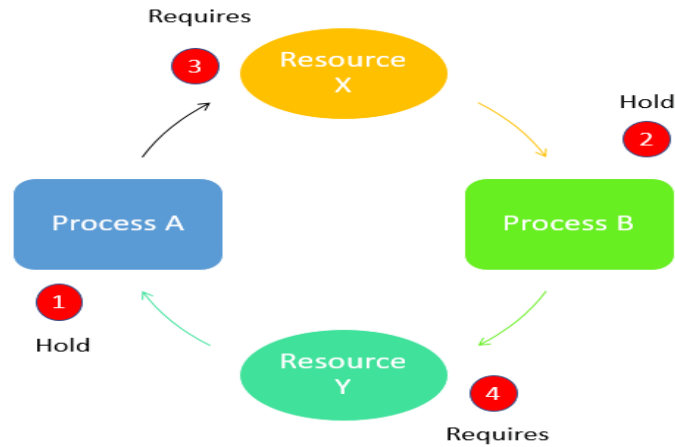 Requires
3
Resource
X
Hold
2
Process A
Process B
1
Hold
Resource
Y
4
Requires